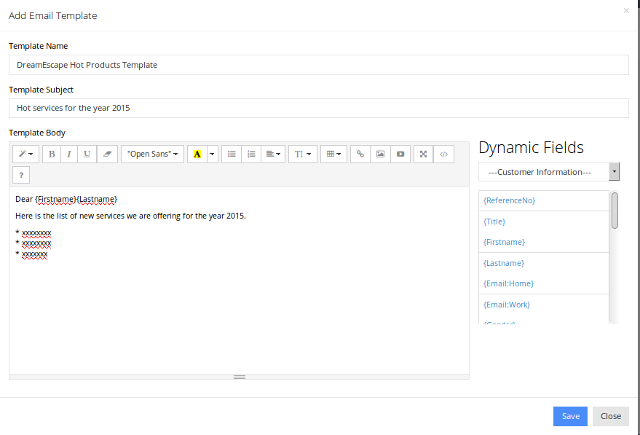 Add Email Template
×
Template Name
DreamEscape Hot Products Template
Template Subject
Hot services for the year 2015
Template Body
B I U "Open Sans" A TI </>
?
Dear {Firstname}{Lastname}
Here is the list of new services we are offering for the year 2015.
* xxxxxxxx
* xxxxxxxx
* xxxxxxx
Dynamic Fields
---Customer Information---
{ReferenceNo}
{Title}
{Firstname}
{Lastname}
{Email:Home}
{Email:Work}
Save Close